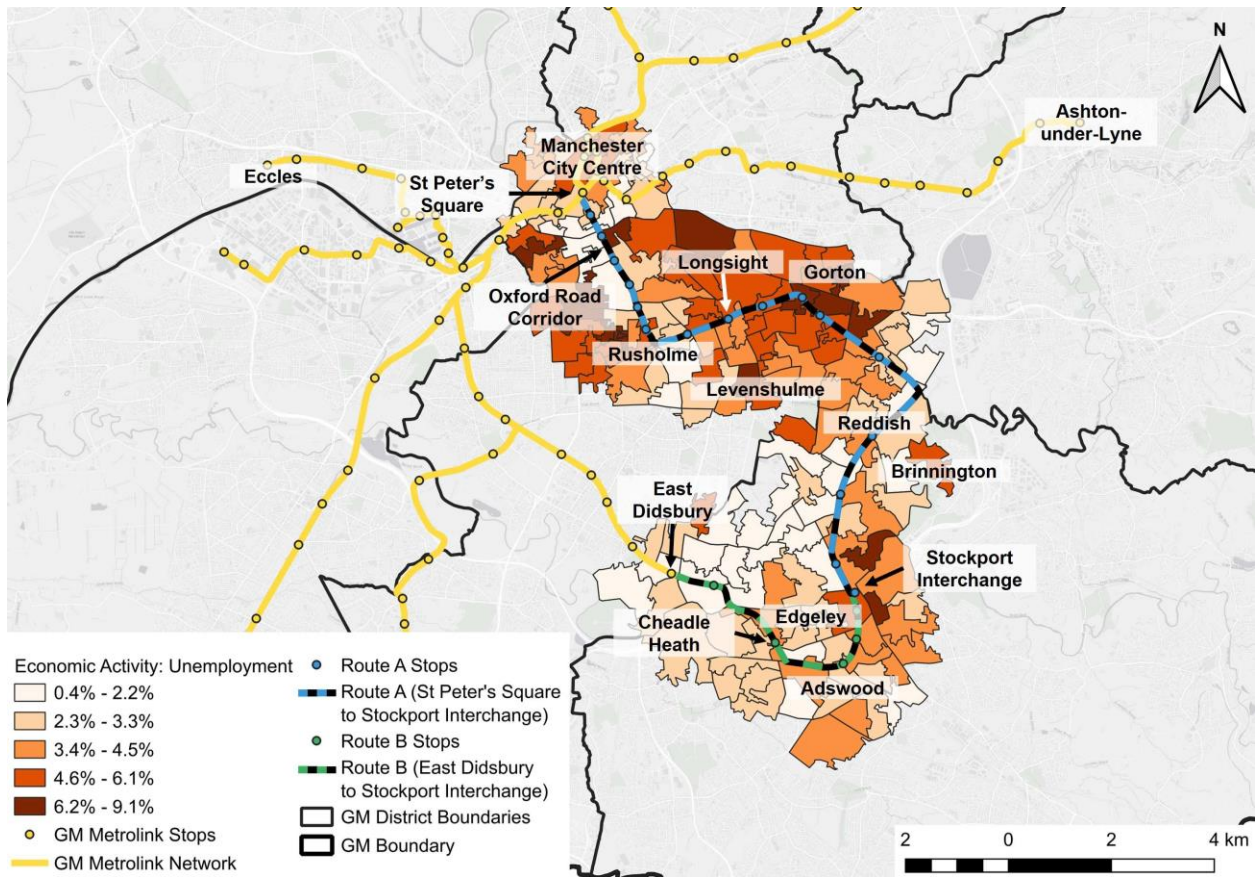 N
Ashton-
under-Lyne
Manchester
City Centre
Eccles
St Peter's
Square
Longsight
Gorton
Oxford Road
Corridor
Rusholme
Levenshulme
Reddish
Brinnington
East
Didsbury
Stockport
Interchange
Edgeley
Cheadle
Heath
Adswood
Economic Activity: Unemployment
0.4% - 2.2%
2.3% - 3.3%
3.4% - 4.5%
4.6% - 6.1%
6.2% - 9.1%
GM Metrolink Stops
GM Metrolink Network
Route A Stops
Route A (St Peter's Square
to Stockport Interchange)
Route B Stops
Route B (East Didsbury
to Stockport Interchange)
GM District Boundaries
GM Boundary
2 0 2 4 km